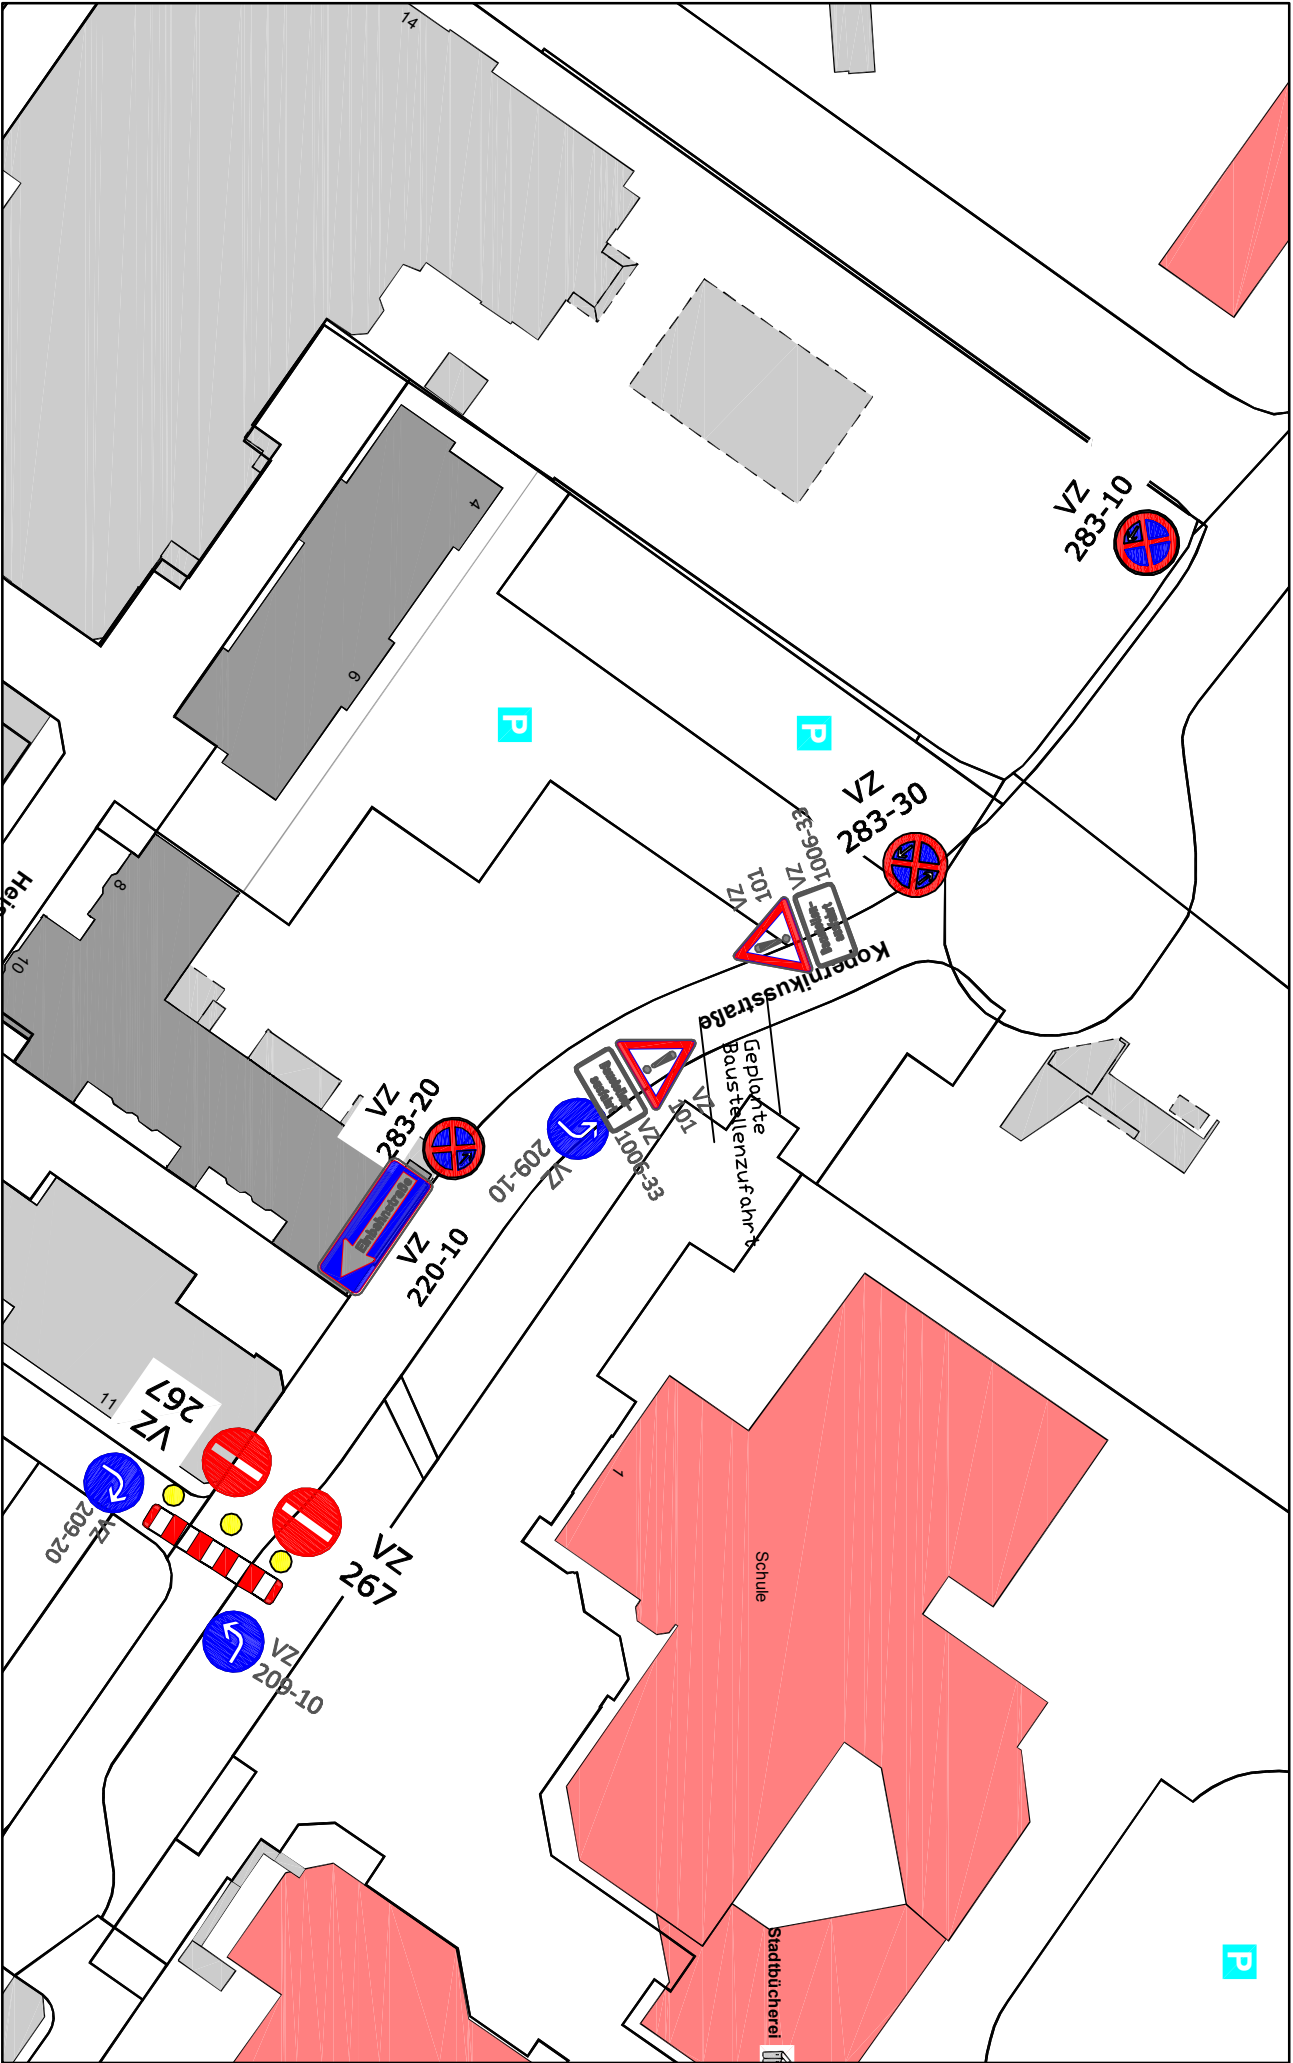 14
VZ
283-10
4
6
P
P
VZ
283-30
1006-33
VZ
101
VZ
8
10
Kopernikusstraße
Geplante
Baustellenzufahrt
VZ
101
VZ
1006-33
VZ
209-10
VZ
283-20
Einbahnstraße
VZ
220-10
11
VZ
267
VZ
209-20
VZ
267
VZ
209-10
1
Schule
Stadtbücherei
P